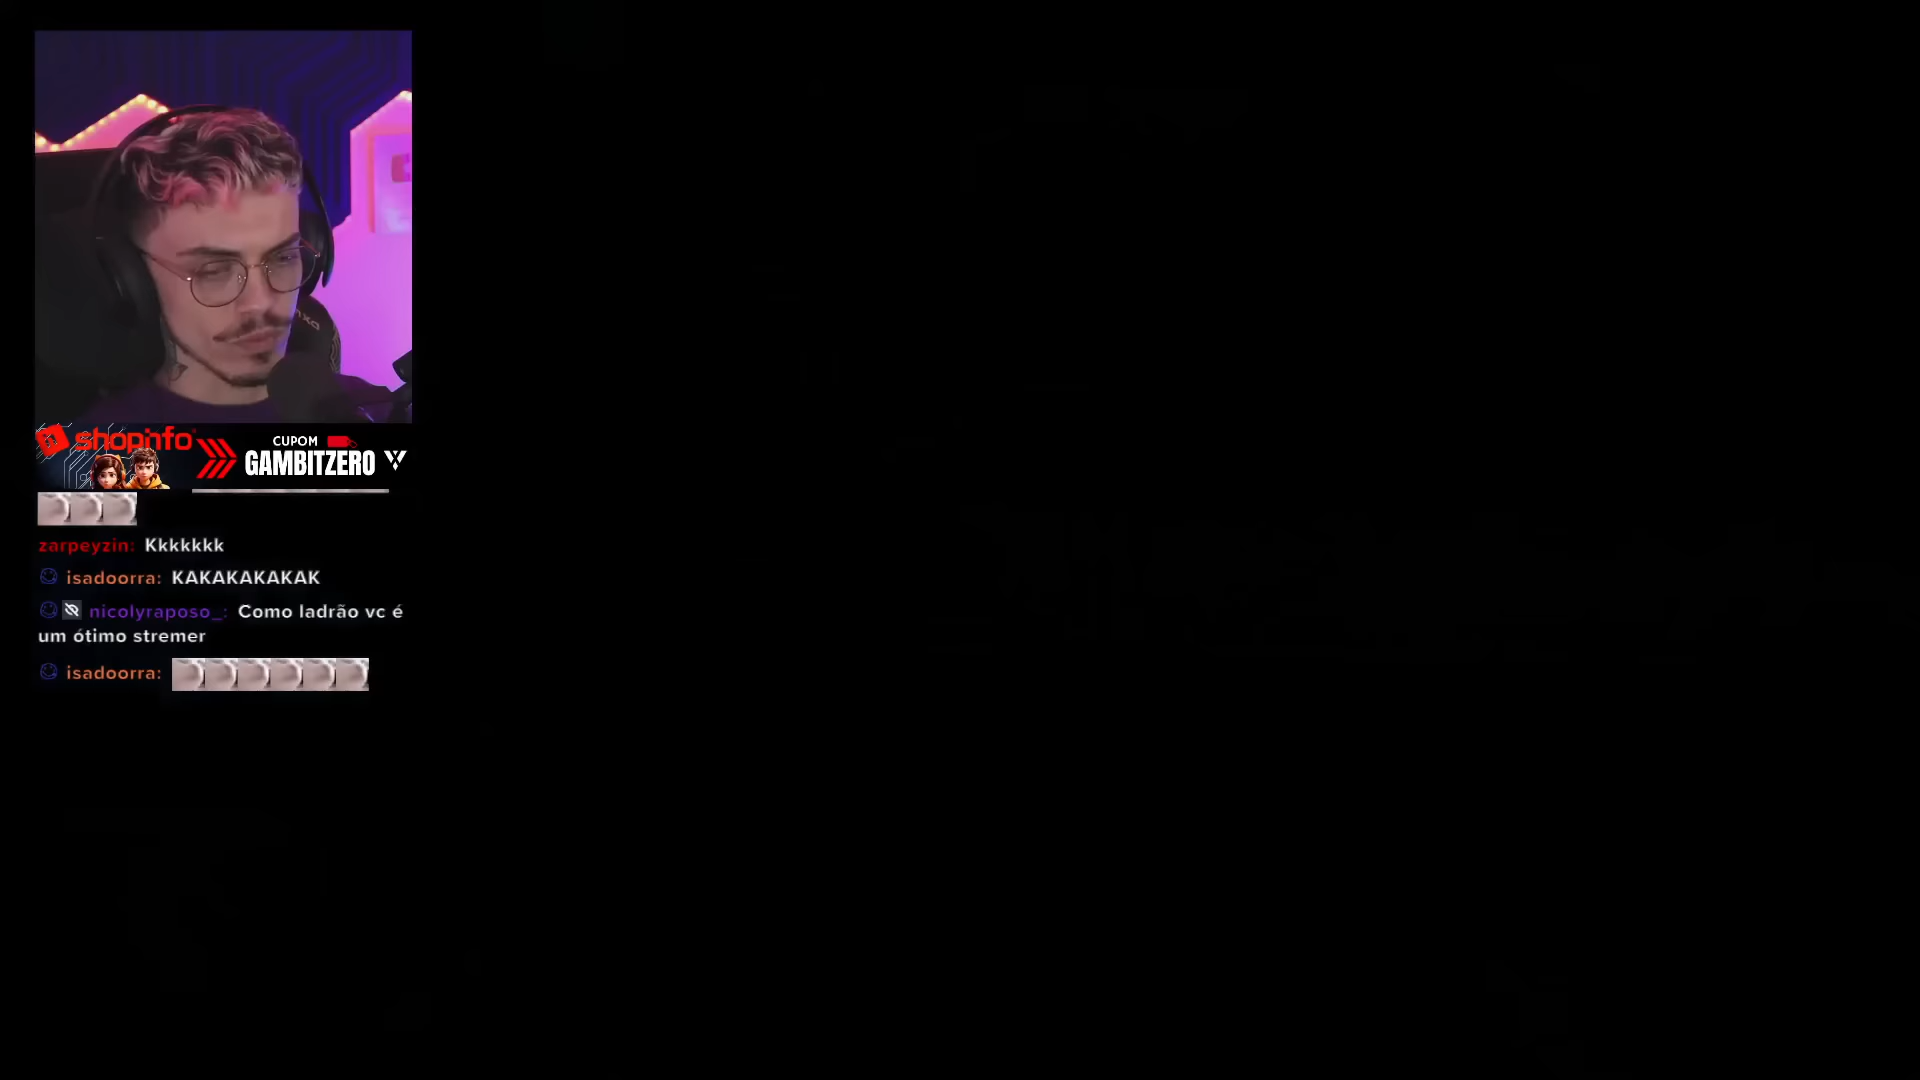 shopinfo
CUPOM
GAMBITZERO
zarpeyzin: Kkkkkkk
isadoorra: KAKAKAKAKAK
nicolyraposo_: Como ladrão vc é
um ótimo stremer
isadoorra: